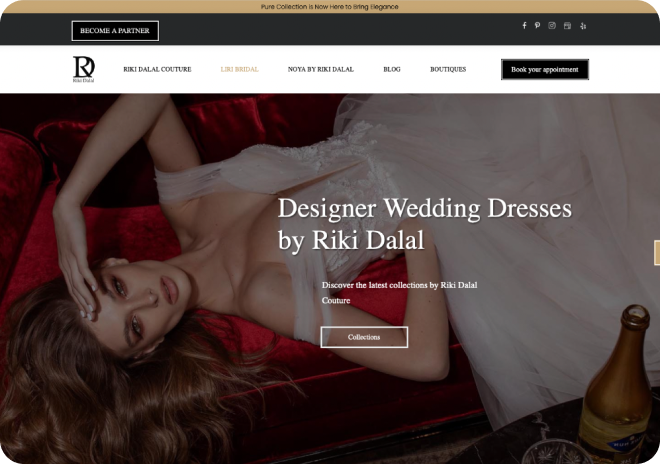 Pure Collection is Now Here to Bring Elegance
BECOME A PARTNER
RD
Riki Dalal
RIKI DALAL COUTURE
LIRI BRIDAL
NOYA BY RIKI DALAL
BLOG
BOUTIQUES
Book your appointment
Designer Wedding Dresses
by Riki Dalal
Discover the latest collections by Riki Dalal
Couture
Collections